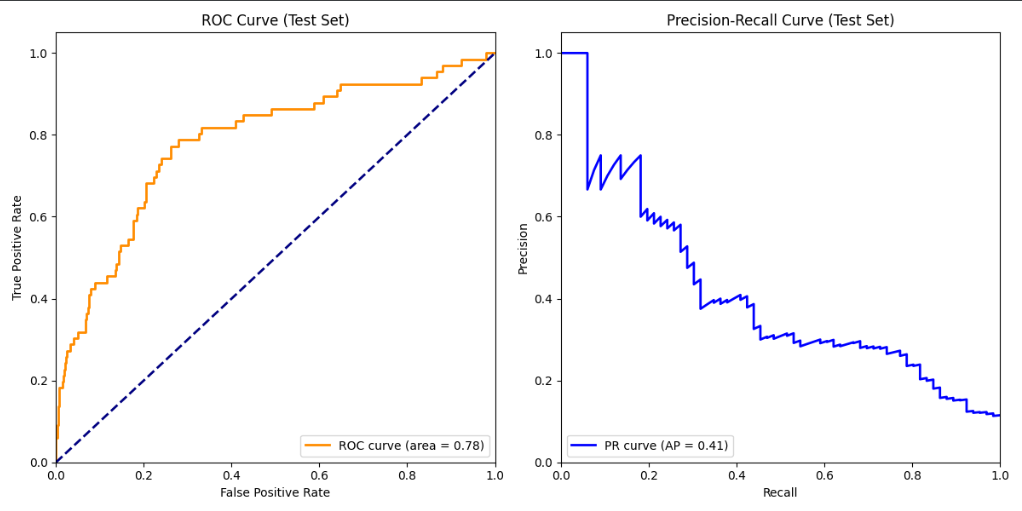 ROC Curve (Test Set)
True Positive Rate
1.0
0.8
0.6
0.4
0.2
0.0
0.0 0.2 0.4 0.6 0.8 1.0
False Positive Rate
ROC curve (area = 0.78)
Precision-Recall Curve (Test Set)
Precision
1.0
0.8
0.6
0.4
0.2
0.0
0.0 0.2 0.4 0.6 0.8 1.0
Recall
PR curve (AP = 0.41)